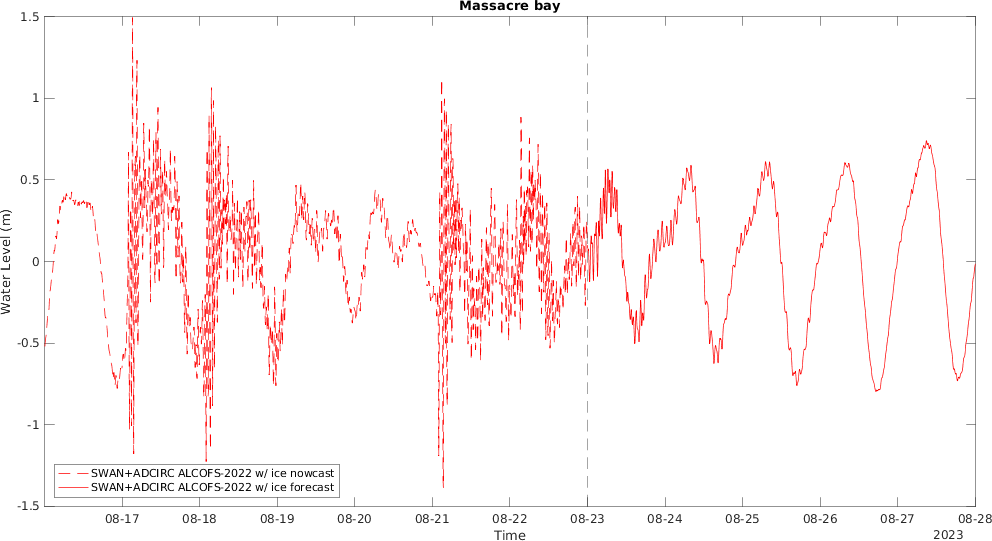 Massacre bay
1.5
1
0.5
0
-0.5
-1
-1.5
Water Level (m)
SWAN+ADCIRC ALCOFS-2022 w/ ice nowcast
SWAN+ADCIRC ALCOFS-2022 w/ ice forecast
08-17 08-18 08-19 08-20 08-21 08-22 08-23 08-24 08-25 08-26 08-27 08-28
Time
2023